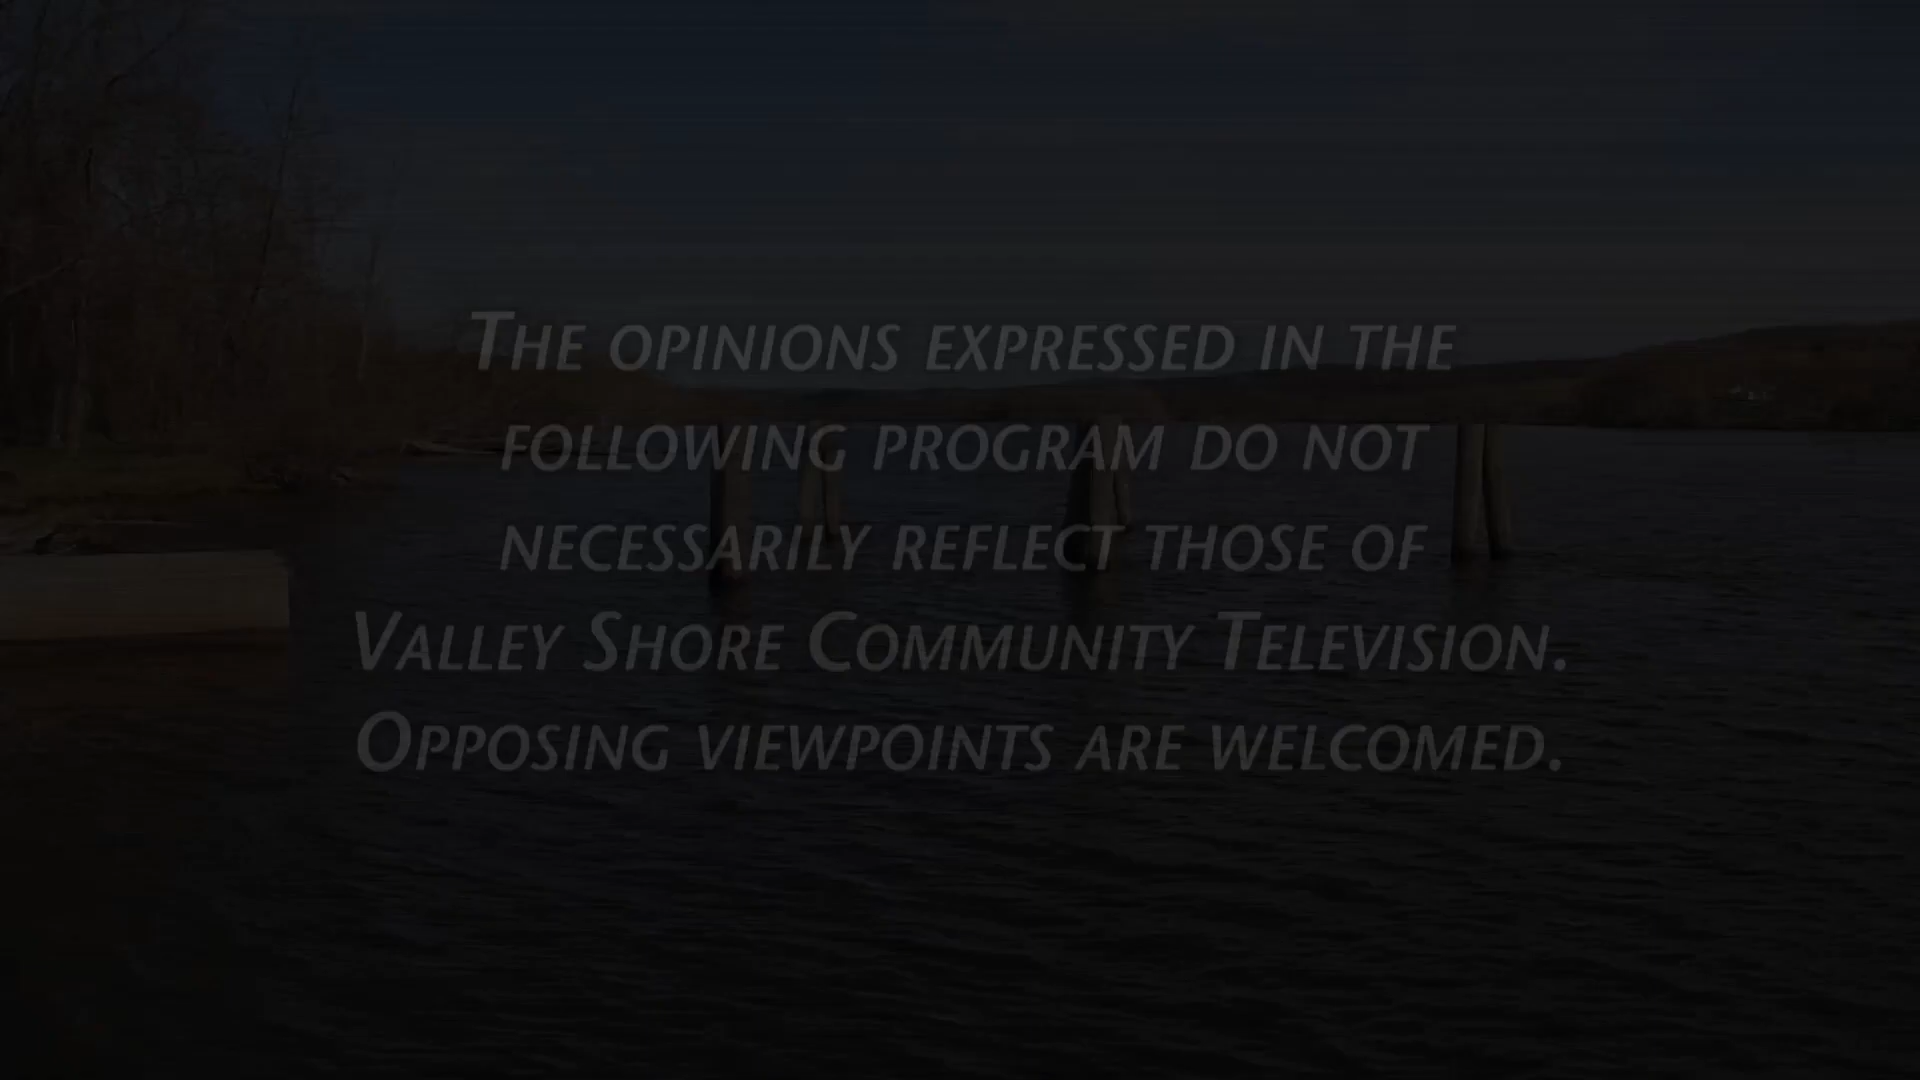 The opinions expressed in the
following program do not
necessarily reflect those of
Valley Shore Community Television.
Opposing viewpoints are welcomed.